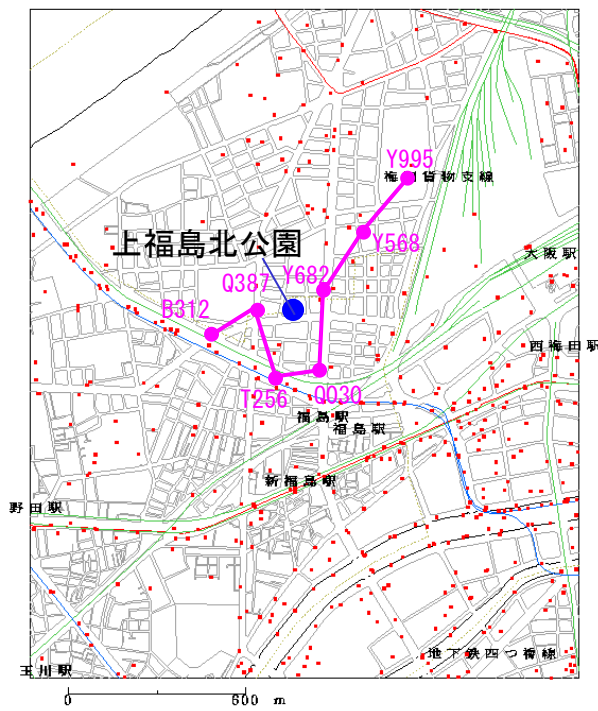 Y995
梅田貨物支線
Y568
上福島北公園
大阪駅
Y682
Q387
B312
西梅田駅
T256
Q030
福島駅
福島駅
新福島駅
野田駅
地下鉄四つ橋線
玉川駅
0 500 m